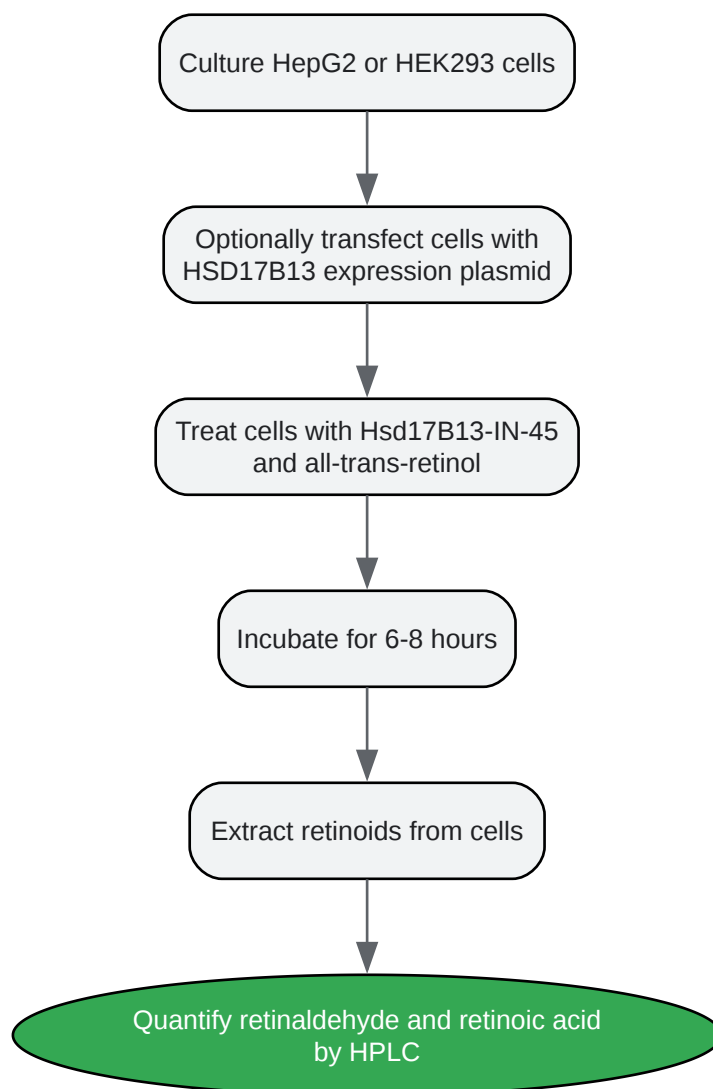 Culture HepG2 or HEK293 cells
Optionally transfect cells with
HSD17B13 expression plasmid
Treat cells with Hsd17B13-IN-45
and all-trans-retinol
Incubate for 6-8 hours
Extract retinoids from cells
Quantify retinaldehyde and retinoic acid
by HPLC